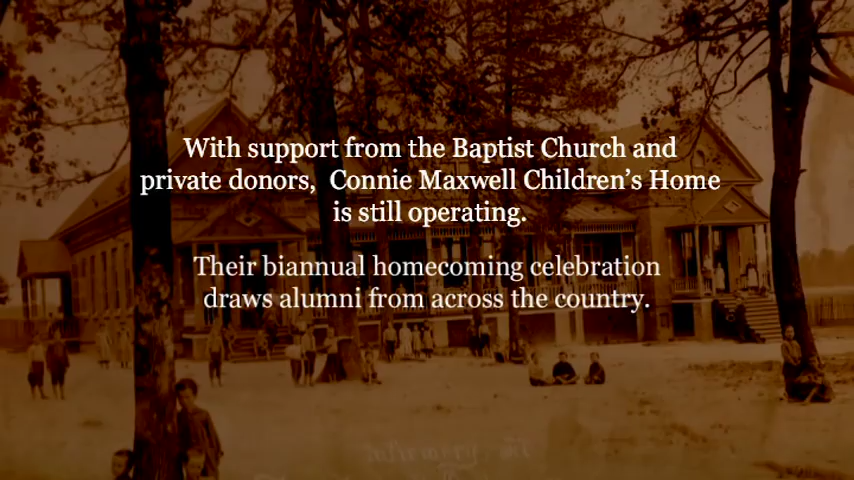 With support from the Baptist Church and
private donors,  Connie Maxwell Children’s Home
is still operating.
Their biannual homecoming celebration
draws alumni from across the country.